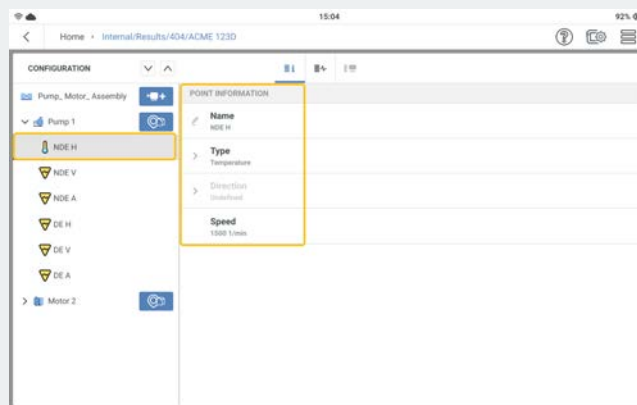 15:04
92%
Home › Internal/Results/404/ACME 123D
CONFIGURATION
Pump_Motor_Assembly
Pump 1
NDE H
NDE V
NDE A
DE H
DE V
DE A
Motor 2
POINT INFORMATION
Name
NDE H
Type
Temperature
Direction
Undefined
Speed
1500 1/min